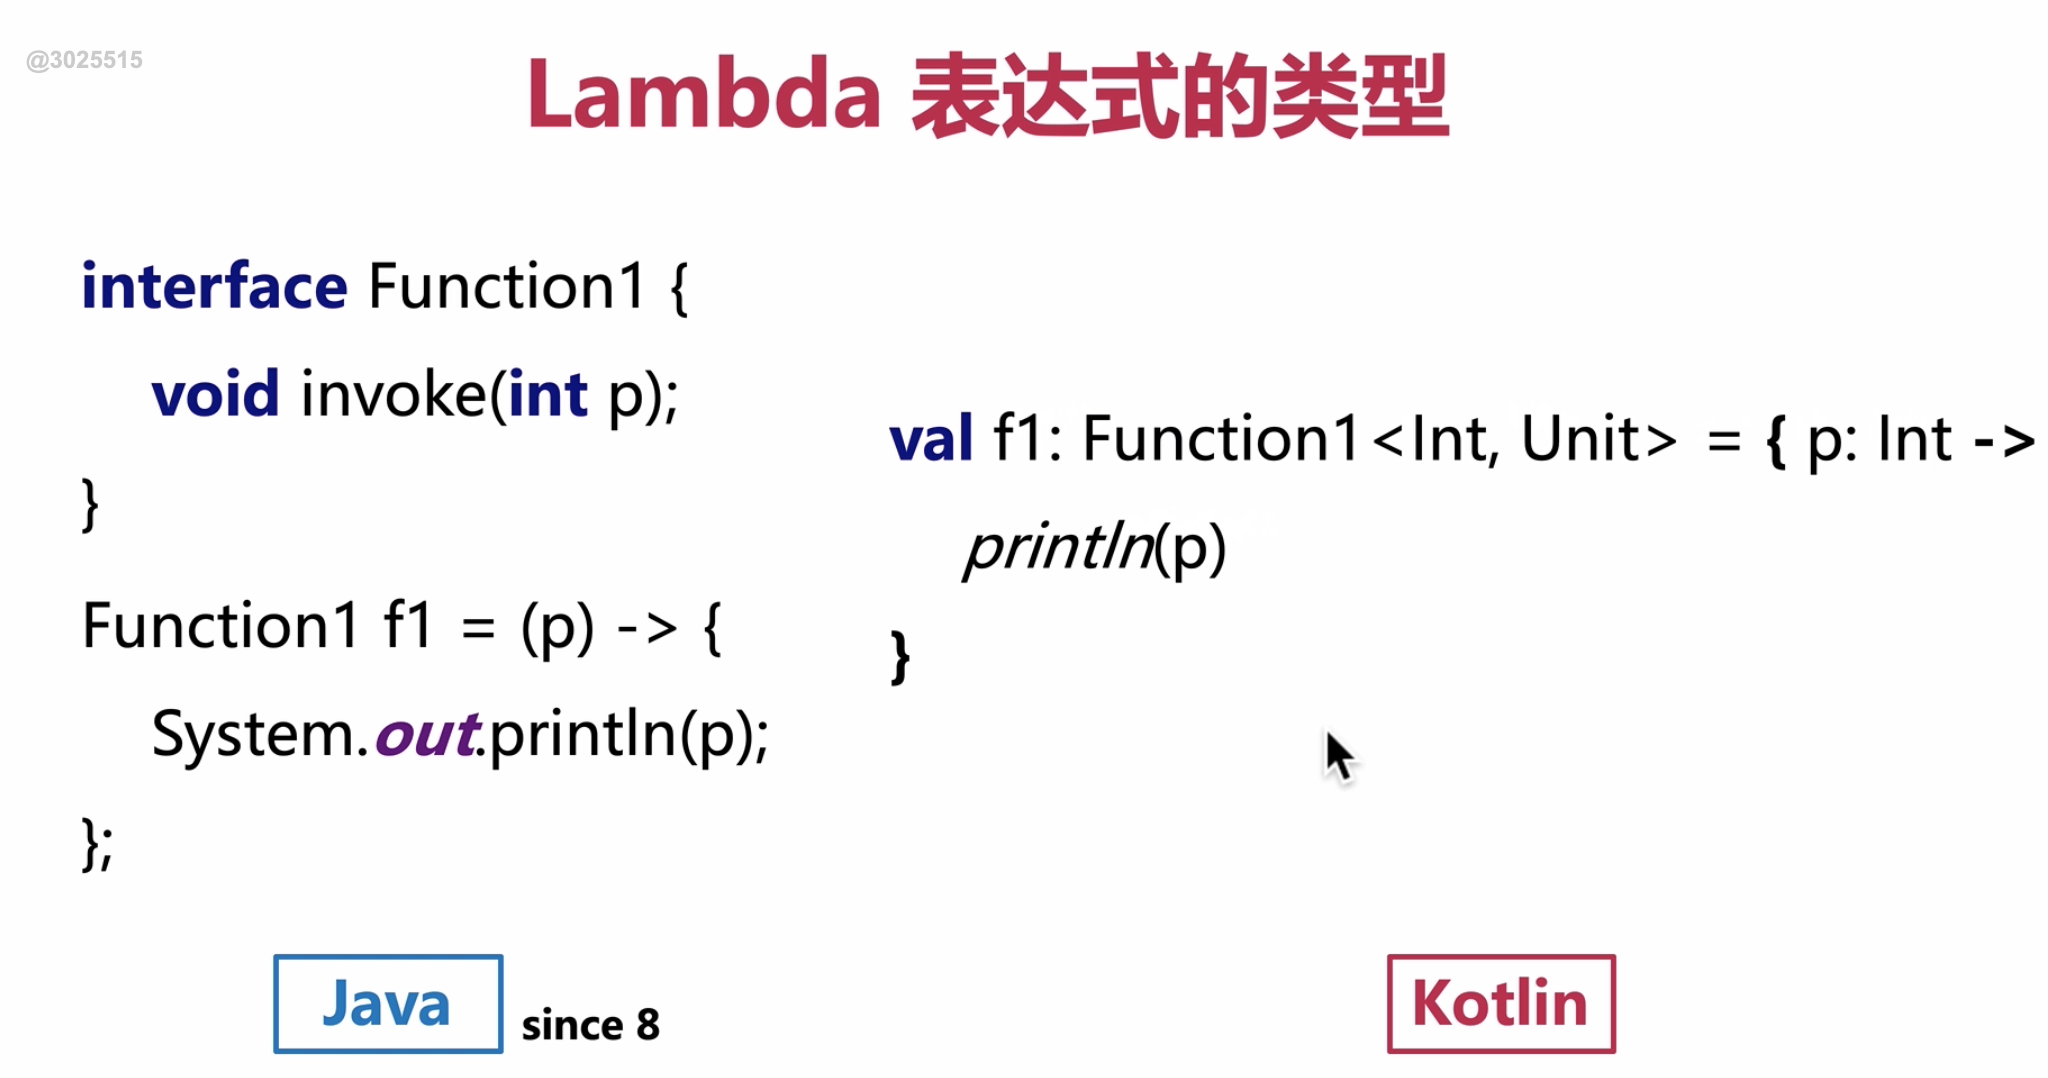 @3025515
Lambda 表达式的类型
interface Function1 {
void invoke(int p);
}
Function1 f1 = (p) -> {
System.out.println(p);
};
val f1: Function1<Int, Unit> = { p: Int ->
println(p)
}
Java
since 8
Kotlin